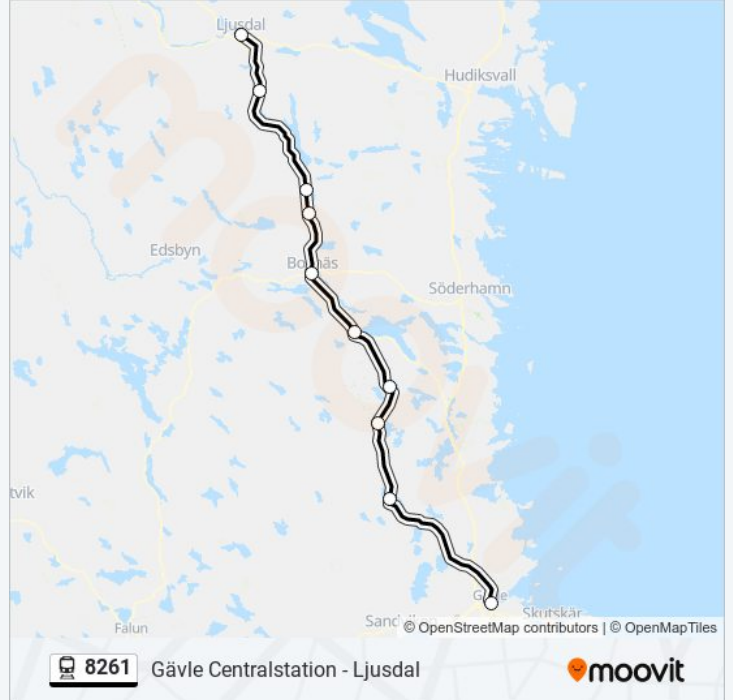 Ljusdal
Hudiksvall
Edsbyn
Söderhamn
tvik
Skutskär
Falun
© OpenStreetMap contributors | © OpenMapTiles
8261 Gävle Centralstation - Ljusdal
moovit